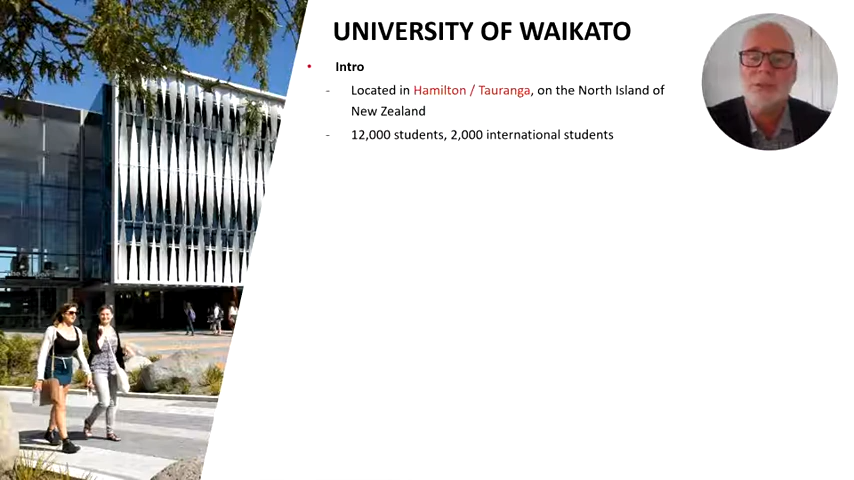 UNIVERSITY OF WAIKATO
• Intro
- Located in Hamilton / Tauranga, on the North Island of
New Zealand
- 12,000 students, 2,000 international students